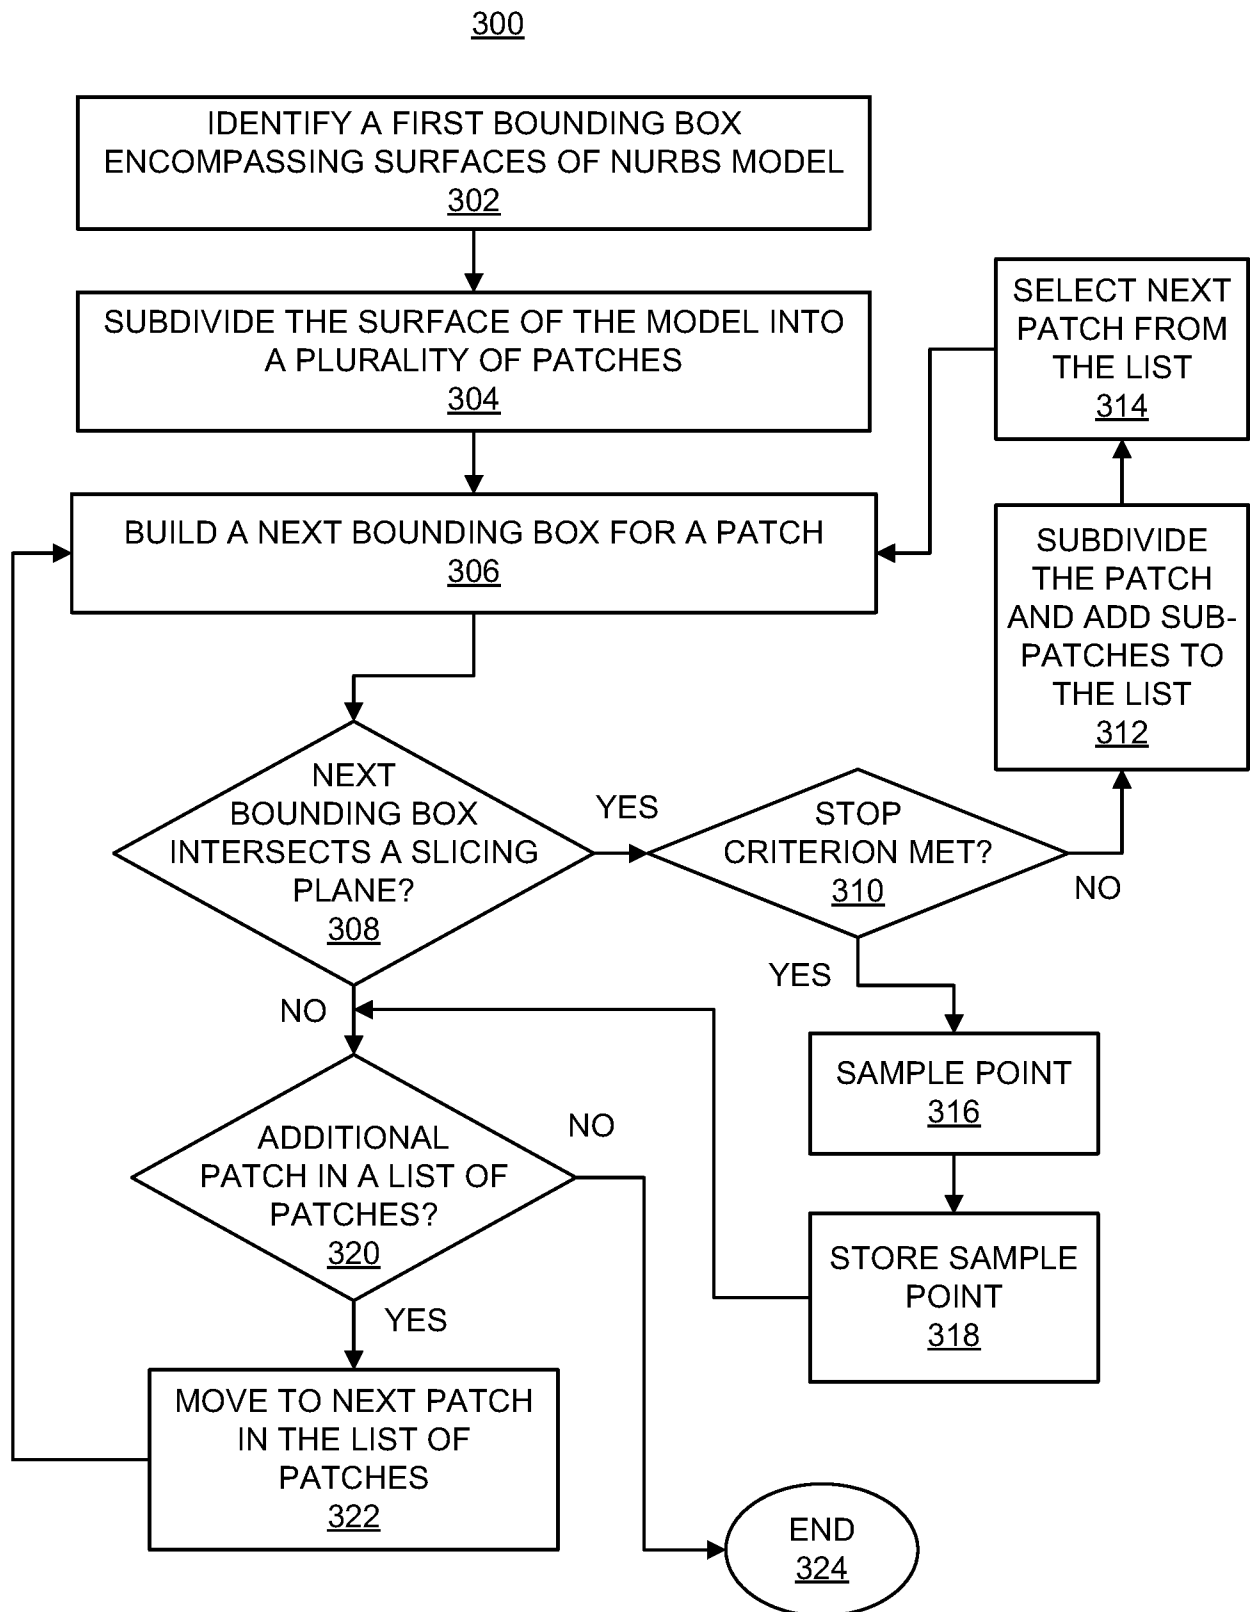 300
IDENTIFY A FIRST BOUNDING BOX
ENCOMPASSING SURFACES OF NURBS MODEL
302
SUBDIVIDE THE SURFACE OF THE MODEL INTO
A PLURALITY OF PATCHES
304
SELECT NEXT
PATCH FROM
THE LIST
314
BUILD A NEXT BOUNDING BOX FOR A PATCH
306
SUBDIVIDE
THE PATCH
AND ADD SUB-
PATCHES TO
THE LIST
312
NEXT
BOUNDING BOX
INTERSECTS A SLICING
PLANE?
308
YES
STOP
CRITERION MET?
310
NO
YES
NO
SAMPLE POINT
316
ADDITIONAL
PATCH IN A LIST OF
PATCHES?
320
NO
STORE SAMPLE
POINT
318
YES
MOVE TO NEXT PATCH
IN THE LIST OF
PATCHES
322
END
324